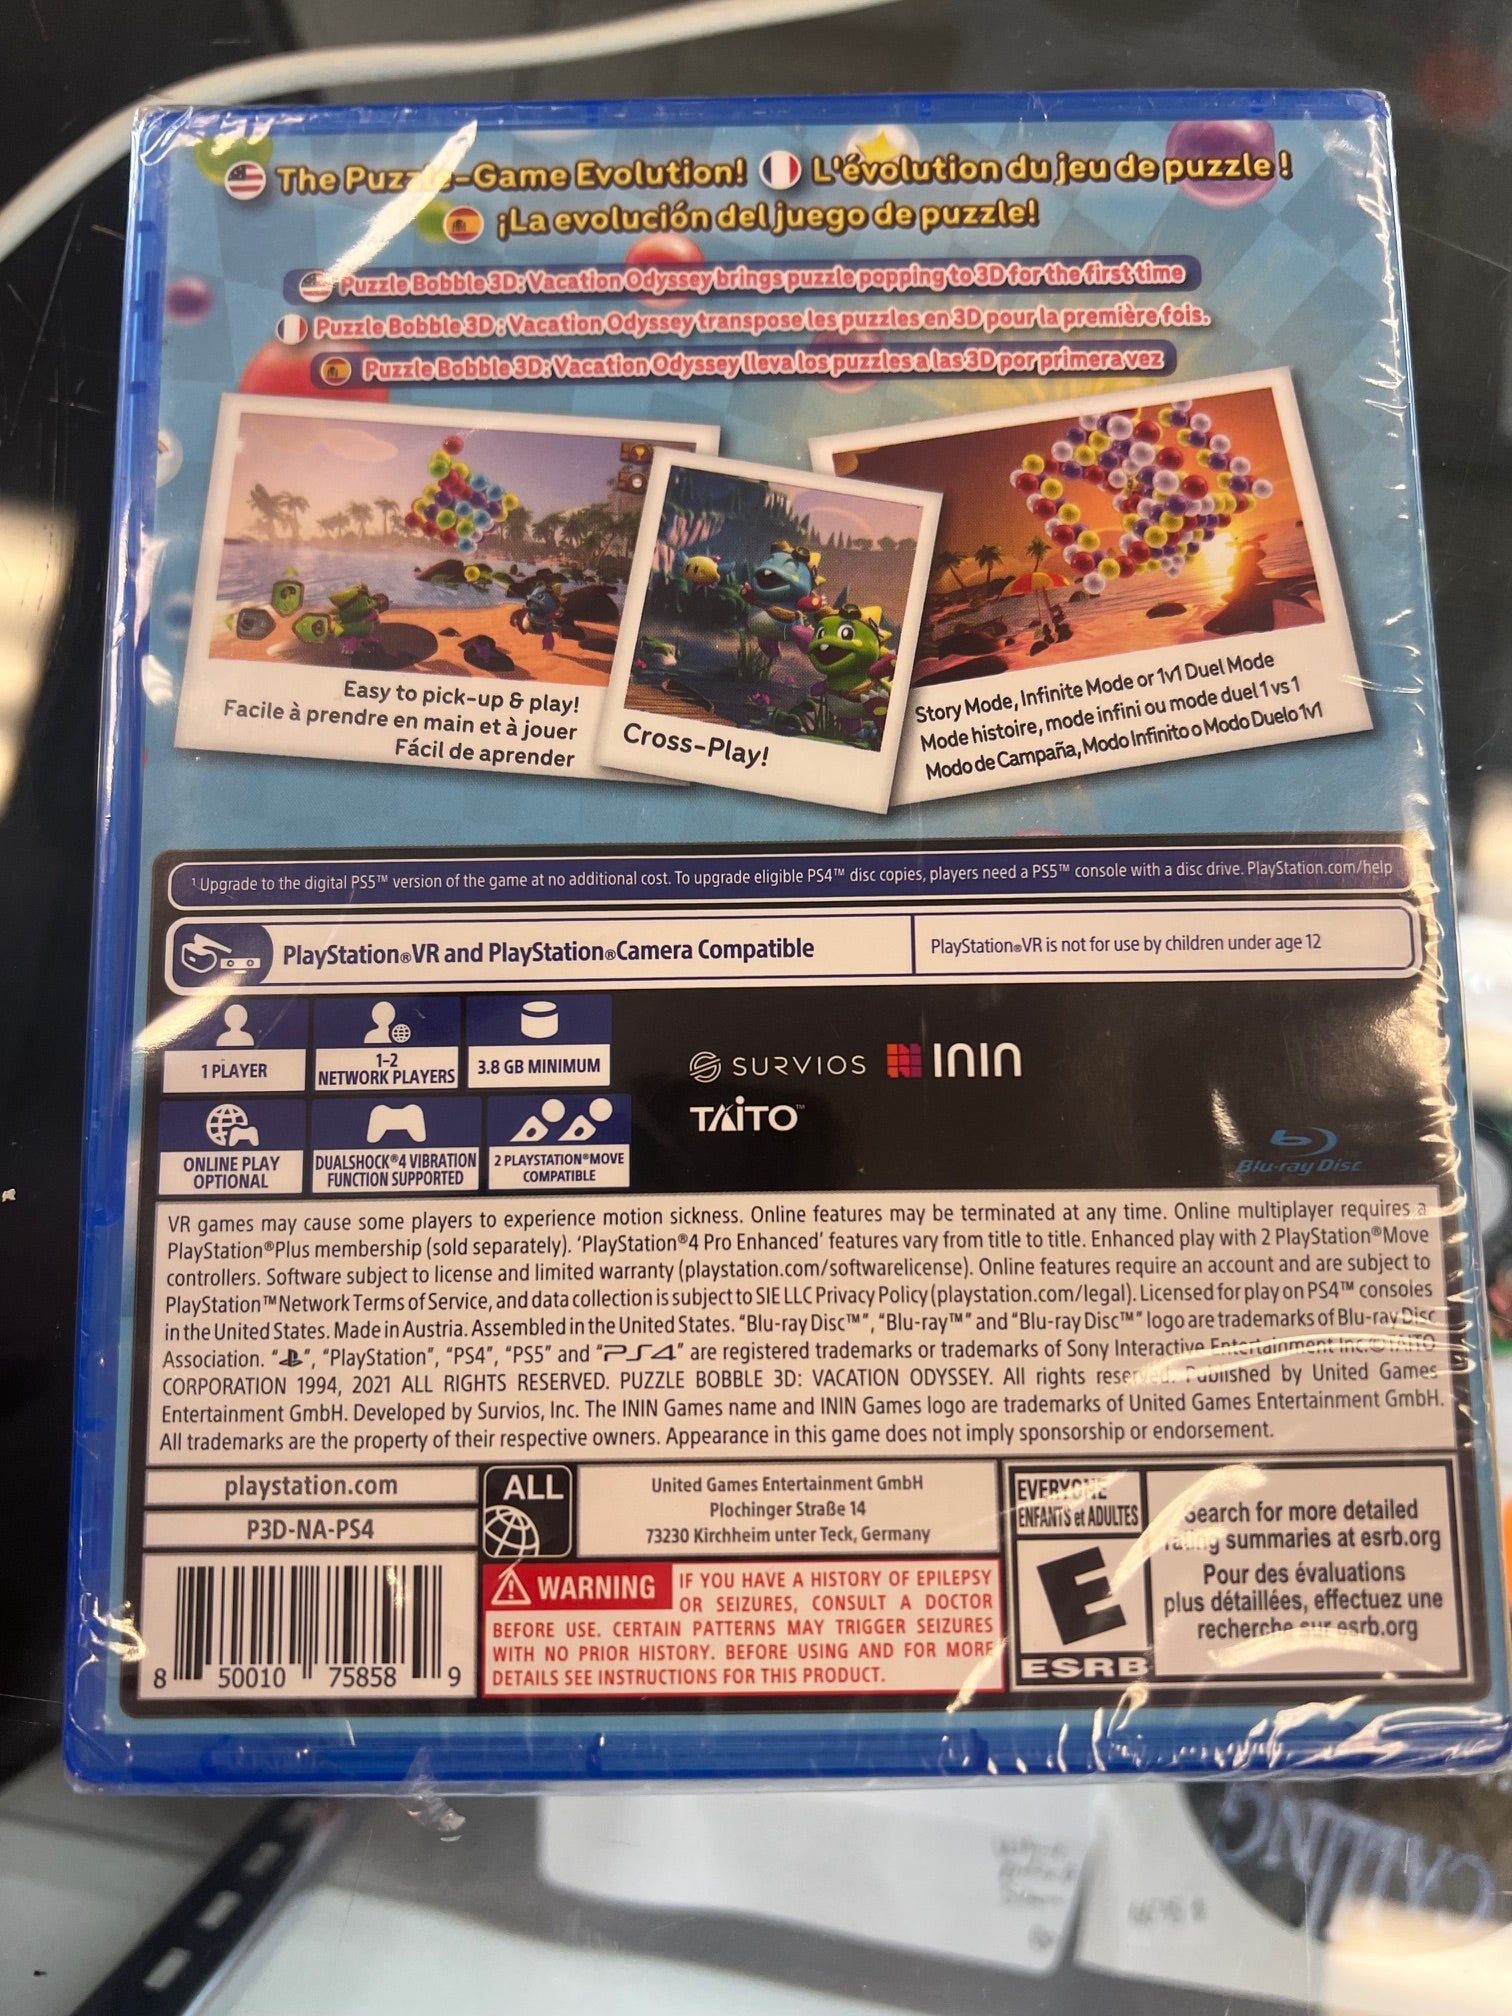 The Puzzle-Game Evolution! L'évolution du jeu de puzzle !
¡La evolución del juego de puzzle!
Puzzle Bobble 3D: Vacation Odyssey brings puzzle popping to 3D for the first time
Puzzle Bobble 3D : Vacation Odyssey transpose les puzzles en 3D pour la première fois.
Puzzle Bobble 3D: Vacation Odyssey lleva los puzzles a las 3D por primera vez
Easy to pick-up & play!
Facile à prendre en main et à jouer
Fácil de aprender
Cross-Play!
Story Mode, Infinite Mode or 1v1 Duel Mode
Mode histoire, mode infini ou mode duel 1 vs 1
Modo de Campaña, Modo Infinito o Modo Duelo 1v1
¹ Upgrade to the digital PS5™ version of the game at no additional cost. To upgrade eligible PS4™ disc copies, players need a PS5™ console with a disc drive. PlayStation.com/help
PlayStation®VR and PlayStation®Camera Compatible
PlayStation®VR is not for use by children under age 12
1 PLAYER
1-2
NETWORK PLAYERS
3.8 GB MINIMUM
SURVIOS ININ
TAITO™
ONLINE PLAY
OPTIONAL
DUALSHOCK®4 VIBRATION
FUNCTION SUPPORTED
2 PLAYSTATION®MOVE
COMPATIBLE
Blu-ray Disc
VR games may cause some players to experience motion sickness. Online features may be terminated at any time. Online multiplayer requires a
PlayStation®Plus membership (sold separately). ‘PlayStation®4 Pro Enhanced’ features vary from title to title. Enhanced play with 2 PlayStation®Move
controllers. Software subject to license and limited warranty (playstation.com/softwarelicense). Online features require an account and are subject to
PlayStation™Network Terms of Service, and data collection is subject to SIE LLC Privacy Policy (playstation.com/legal). Licensed for play on PS4™ consoles
in the United States. Made in Austria. Assembled in the United States. “Blu-ray Disc™”, “Blu-ray™” and “Blu-ray Disc™” logo are trademarks of Blu-ray Disc
Association. “ ”, “PlayStation”, “PS4”, “PS5” and “PS4” are registered trademarks or trademarks of Sony Interactive Entertainment Inc.© TAITO
CORPORATION 1994, 2021 ALL RIGHTS RESERVED. PUZZLE BOBBLE 3D: VACATION ODYSSEY. All rights reserved. Published by United Games
Entertainment GmbH. Developed by Survios, Inc. The ININ Games name and ININ Games logo are trademarks of United Games Entertainment GmbH.
All trademarks are the property of their respective owners. Appearance in this game does not imply sponsorship or endorsement.
playstation.com
P3D-NA-PS4
ALL
United Games Entertainment GmbH
Plochinger Straße 14
73230 Kirchheim unter Teck, Germany
WARNING IF YOU HAVE A HISTORY OF EPILEPSY
OR SEIZURES, CONSULT A DOCTOR
BEFORE USE. CERTAIN PATTERNS MAY TRIGGER SEIZURES
WITH NO PRIOR HISTORY. BEFORE USING AND FOR MORE
DETAILS SEE INSTRUCTIONS FOR THIS PRODUCT.
EVERYONE
ENFANTS et ADULTES
E
ESRB
Search for more detailed
rating summaries at esrb.org
Pour des évaluations
plus détaillées, effectuez une
recherche sur esrb.org
8 50010 75858 9
CALLING